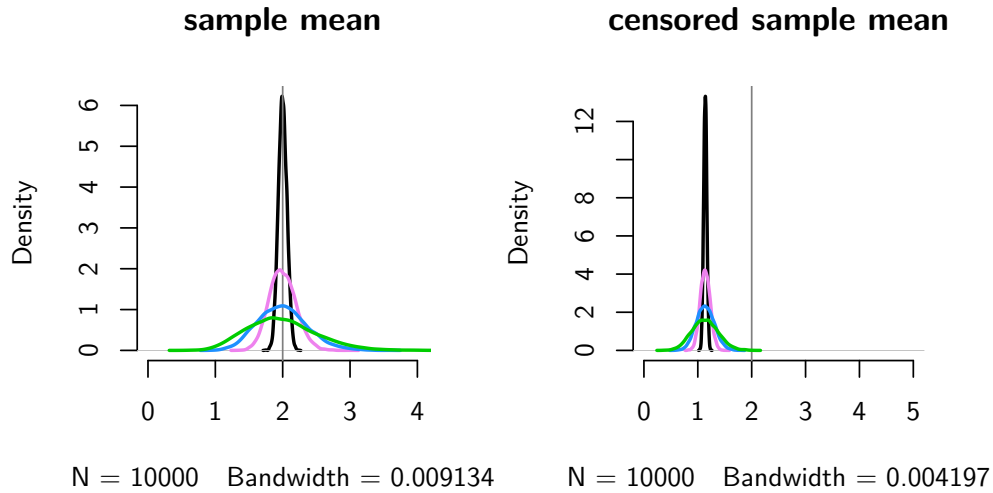 sample mean
Density
6
5
4
3
2
1
0
0 1 2 3 4
N = 10000 Bandwidth = 0.009134
censored sample mean
Density
12
8
6
4
2
0
0 1 2 3 4 5
N = 10000 Bandwidth = 0.004197